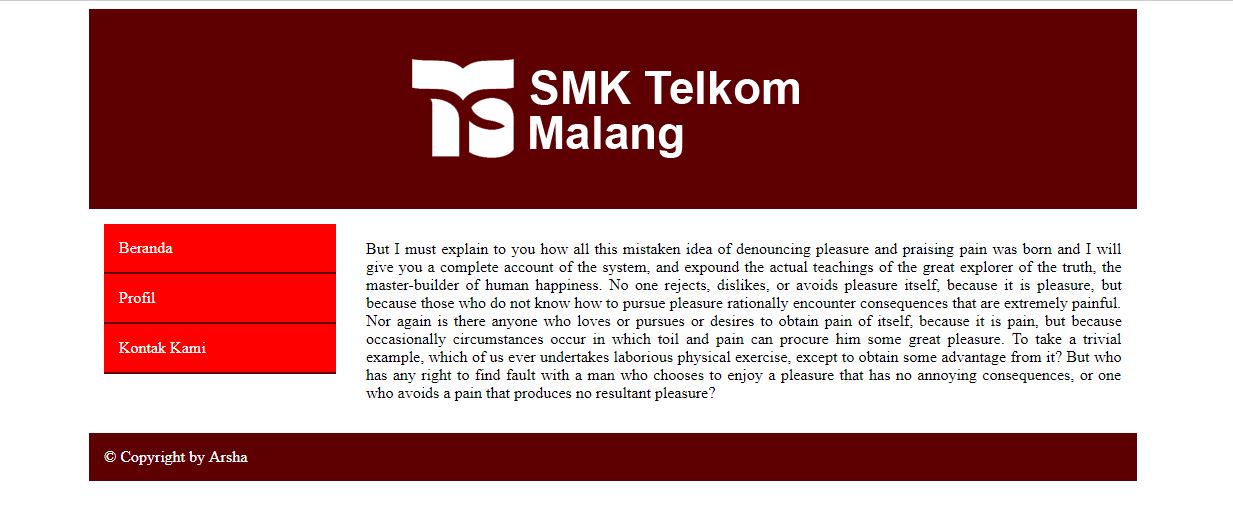 SMK Telkom
Malang
Beranda
Profil
Kontak Kami
But I must explain to you how all this mistaken idea of denouncing pleasure and praising pain was born and I will
give you a complete account of the system, and expound the actual teachings of the great explorer of the truth, the
master-builder of human happiness. No one rejects, dislikes, or avoids pleasure itself, because it is pleasure, but
because those who do not know how to pursue pleasure rationally encounter consequences that are extremely painful.
Nor again is there anyone who loves or pursues or desires to obtain pain of itself, because it is pain, but because
occasionally circumstances occur in which toil and pain can procure him some great pleasure. To take a trivial
example, which of us ever undertakes laborious physical exercise, except to obtain some advantage from it? But who
has any right to find fault with a man who chooses to enjoy a pleasure that has no annoying consequences, or one
who avoids a pain that produces no resultant pleasure?
© Copyright by Arsha